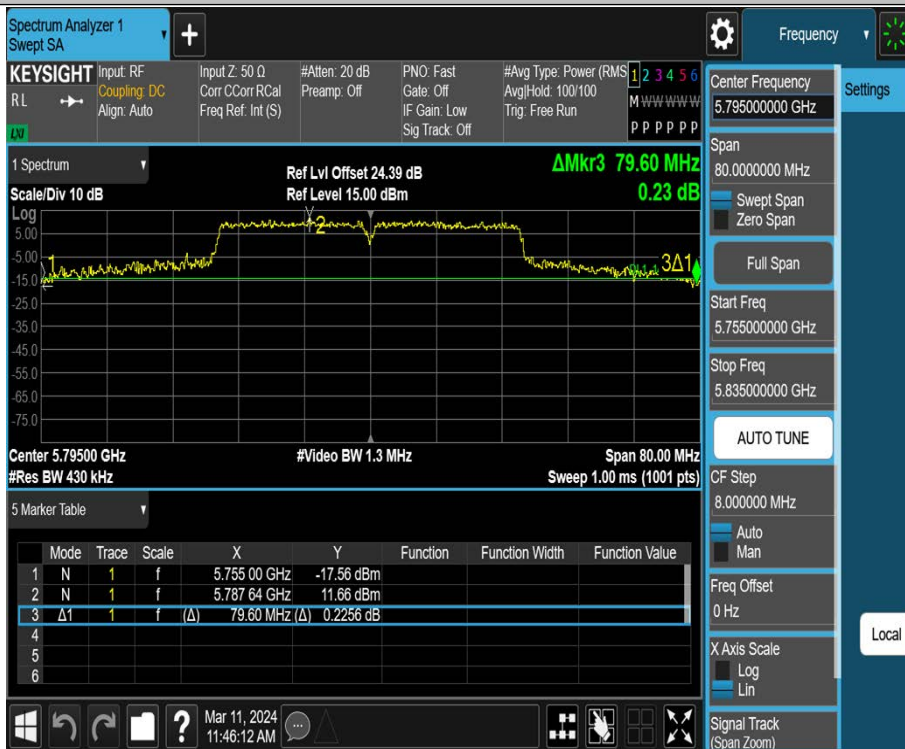 Spectrum Analyzer 1
Swept SA
+
Frequency
KEYSIGHT
RL
LXI
Input: RF
Coupling: DC
Align: Auto
Input Z: 50 Ω
Corr CCorr RCal
Freq Ref: Int (S)
#Atten: 20 dB
Preamp: Off
PNO: Fast
Gate: Off
IF Gain: Low
Sig Track: Off
#Avg Type: Power (RMS
Avg|Hold: 100/100
Trig: Free Run
1 2 3 4 5 6
M W W W W W
P P P P P P
1 Spectrum
Scale/Div 10 dB
Ref Lvl Offset 24.39 dB
Ref Level 15.00 dBm
ΔMkr3 79.60 MHz
0.23 dB
Log
5.00
-5.00
-15.0
-25.0
-35.0
-45.0
-55.0
-65.0
-75.0
1
2
3Δ1
Center 5.79500 GHz
#Res BW 430 kHz
#Video BW 1.3 MHz
Span 80.00 MHz
Sweep 1.00 ms (1001 pts)
5 Marker Table
Mode Trace Scale X Y Function Function Width Function Value
1 N 1 f 5.755 00 GHz -17.56 dBm
2 N 1 f 5.787 64 GHz 11.66 dBm
3 Δ1 1 f (Δ) 79.60 MHz (Δ) 0.2256 dB
4
5
6
Mar 11, 2024
11:46:12 AM
?
Center Frequency
5.795000000 GHz
Span
80.0000000 MHz
Swept Span
Zero Span
Full Span
Start Freq
5.755000000 GHz
Stop Freq
5.835000000 GHz
AUTO TUNE
CF Step
8.000000 MHz
Auto
Man
Freq Offset
0 Hz
X Axis Scale
Log
Lin
Signal Track
(Span Zoom)
Settings
Local